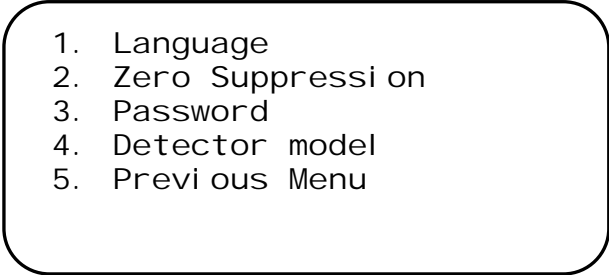 1. Language
2. Zero Suppression
3. Password
4. Detector model
5. Previous Menu